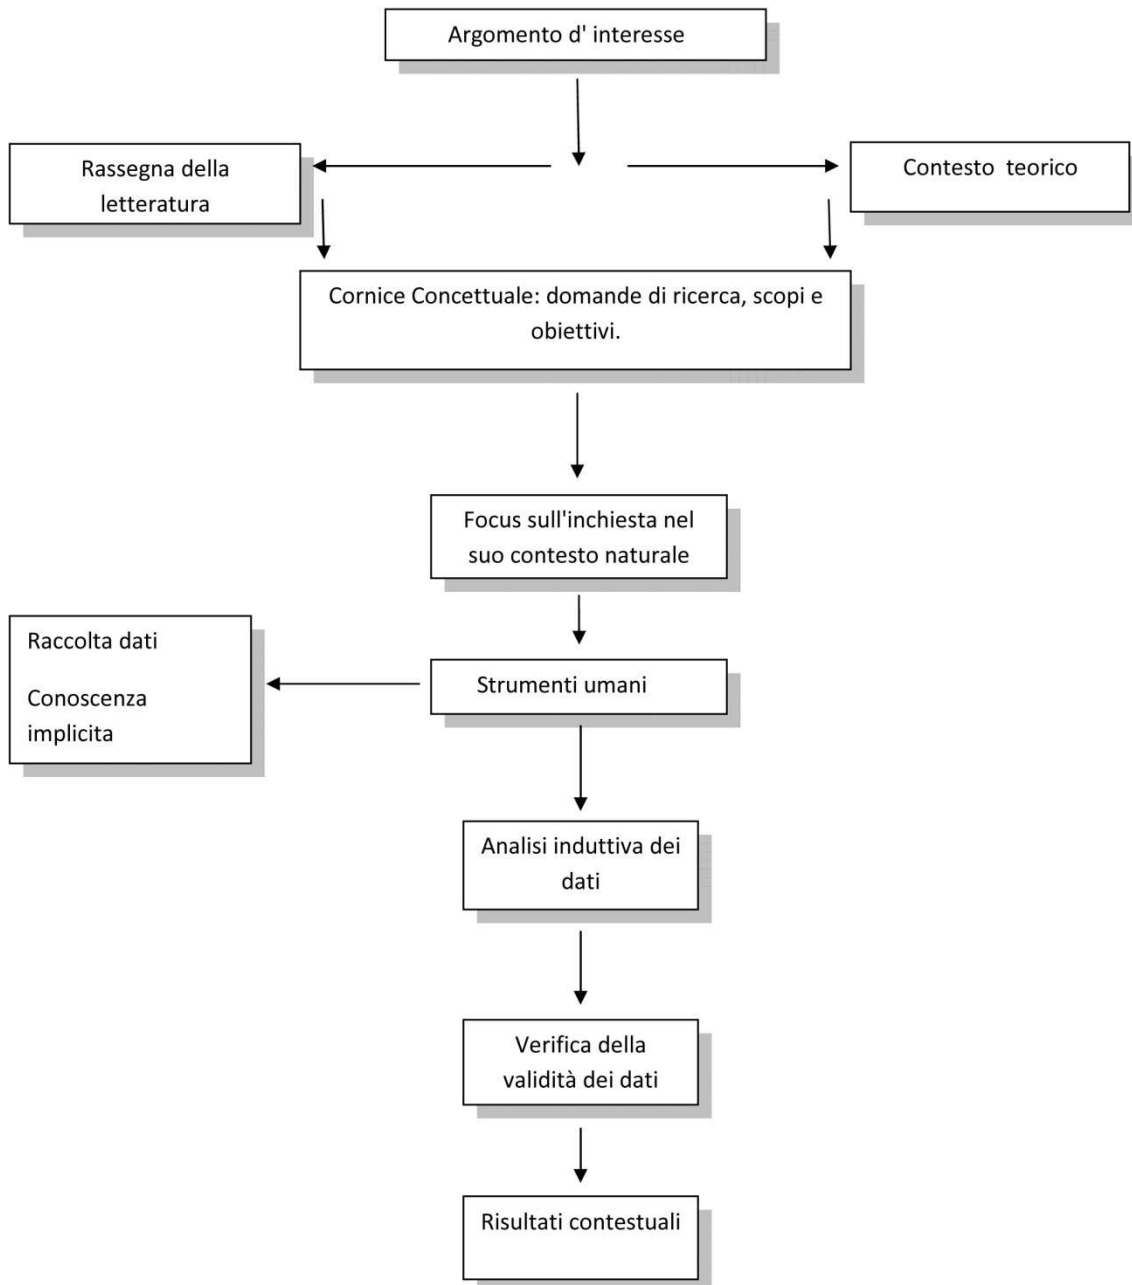 Argomento d' interesse
Rassegna della
letteratura
Contesto  teorico
Cornice Concettuale: domande di ricerca, scopi e
obiettivi.
Focus sull'inchiesta nel
suo contesto naturale
Raccolta dati
Conoscenza
implicita
Strumenti umani
Analisi induttiva dei
dati
Verifica della
validità dei dati
Risultati contestuali